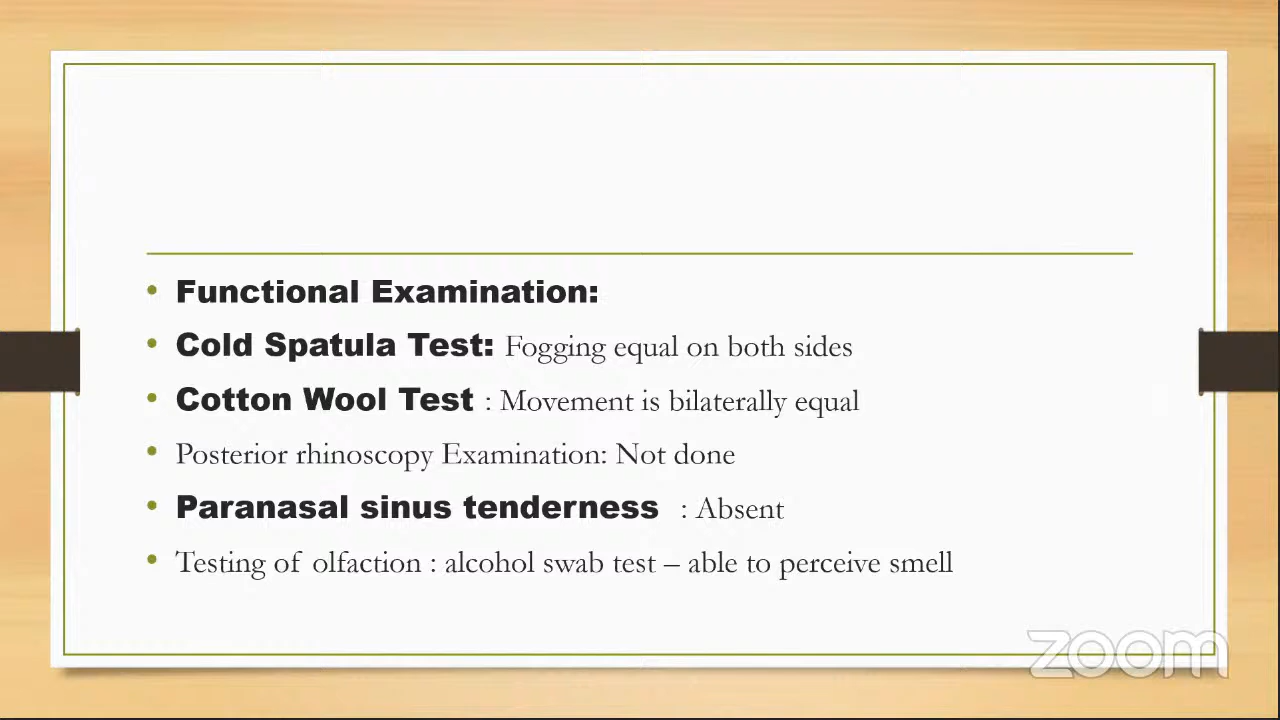 Functional Examination:
Cold Spatula Test: Fogging equal on both sides
Cotton Wool Test : Movement is bilaterally equal
Posterior rhinoscopy Examination: Not done
Paranasal sinus tenderness : Absent
Testing of olfaction : alcohol swab test – able to perceive smell
zoom